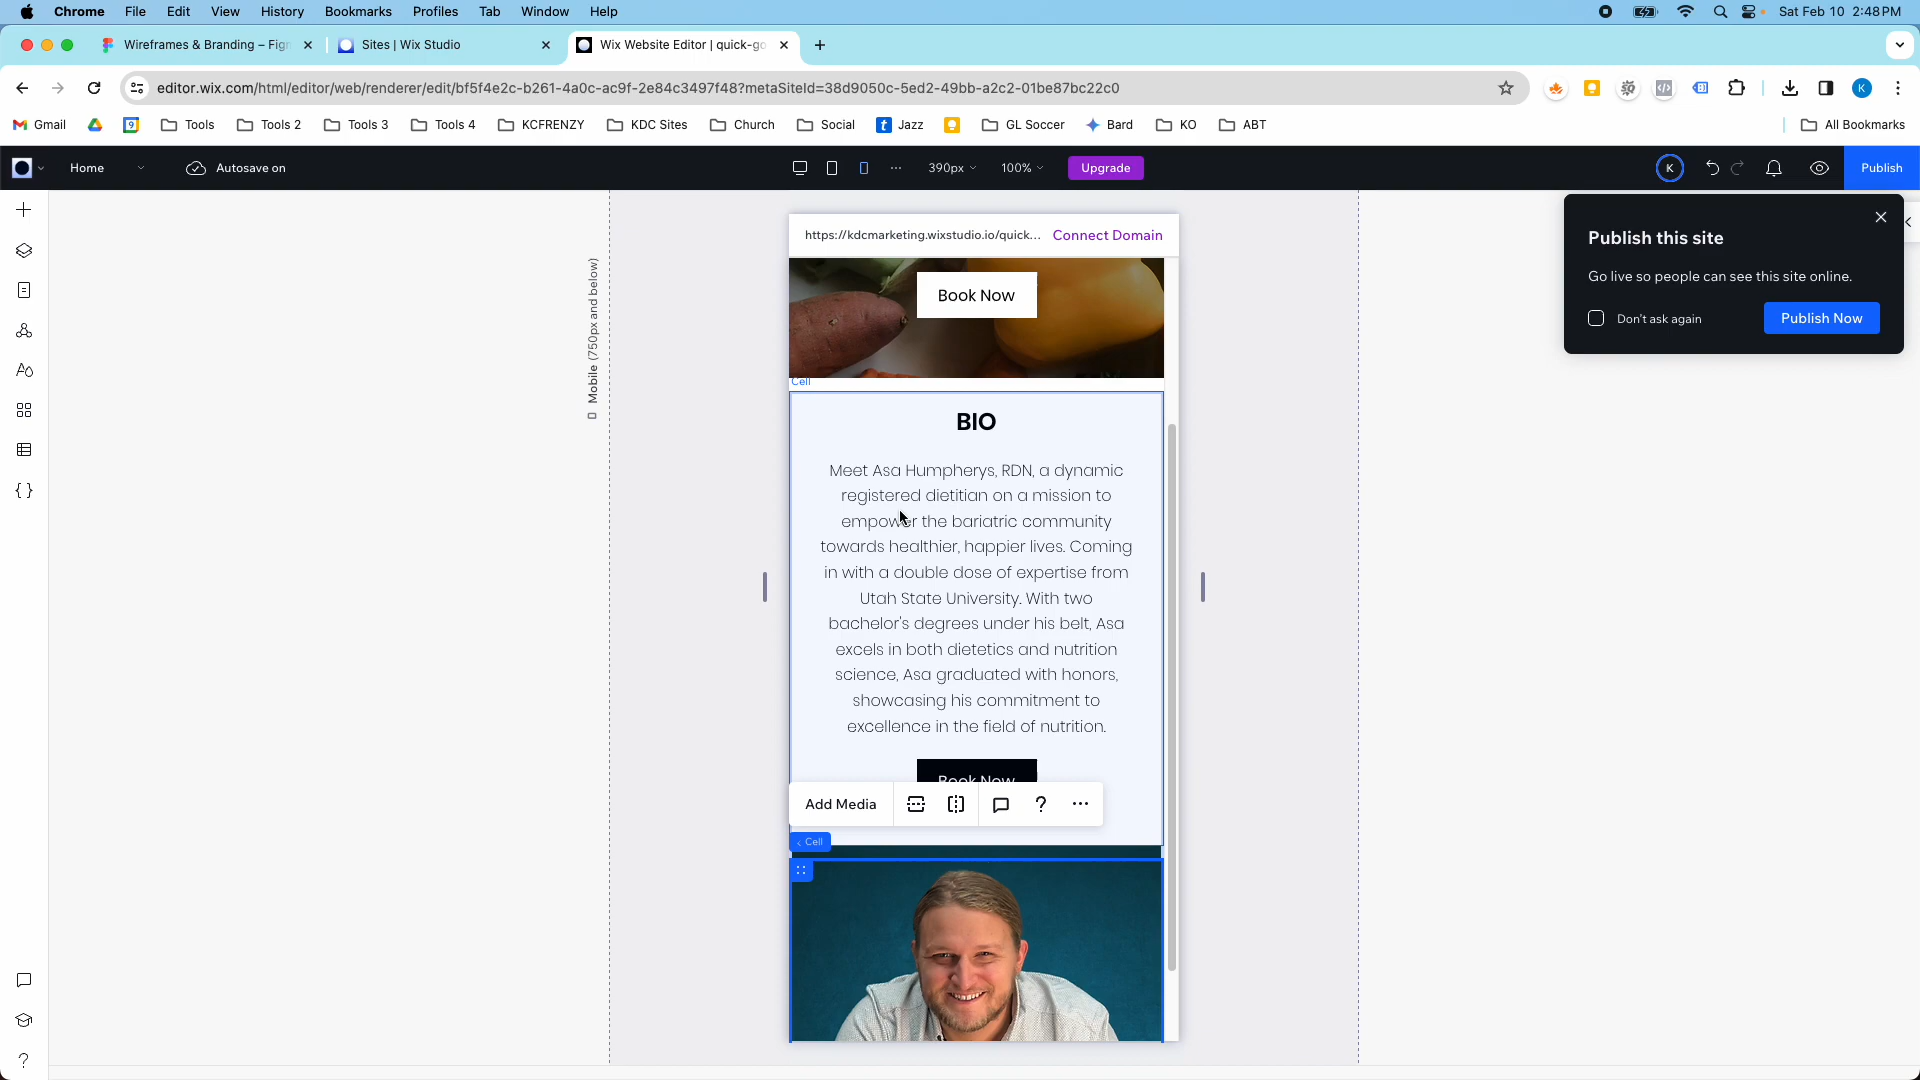 Chrome File Edit View History Bookmarks Profiles Tab Window Help Sat Feb 10 2:48 PM
Wireframes & Branding – Fig Sites | Wix Studio Wix Website Editor | quick-go
editor.wix.com/html/editor/web/renderer/edit/bf5f4e2c-b261-4a0c-ac9f-2e84c3497f48?metaSiteId=38d9050c-5ed2-49bb-a2c2-01be87bc22c0 K
Gmail Tools Tools 2 Tools 3 Tools 4 KCFRENZY KDC Sites Church Social Jazz GL Soccer Bard KO ABT All Bookmarks
Home Autosave on 390px 100% Upgrade K Publish
https://kdcmarketing.wixstudio.io/quick... Connect Domain
Publish this site
Go live so people can see this site online.
Don't ask again Publish Now
Mobile (750px and below)
Book Now
Cell
BIO
Meet Asa Humpherys, RDN, a dynamic
registered dietitian on a mission to
empower the bariatric community
towards healthier, happier lives. Coming
in with a double dose of expertise from
Utah State University. With two
bachelor's degrees under his belt, Asa
excels in both dietetics and nutrition
science, Asa graduated with honors,
showcasing his commitment to
excellence in the field of nutrition.
Book Now
Add Media
< Cell